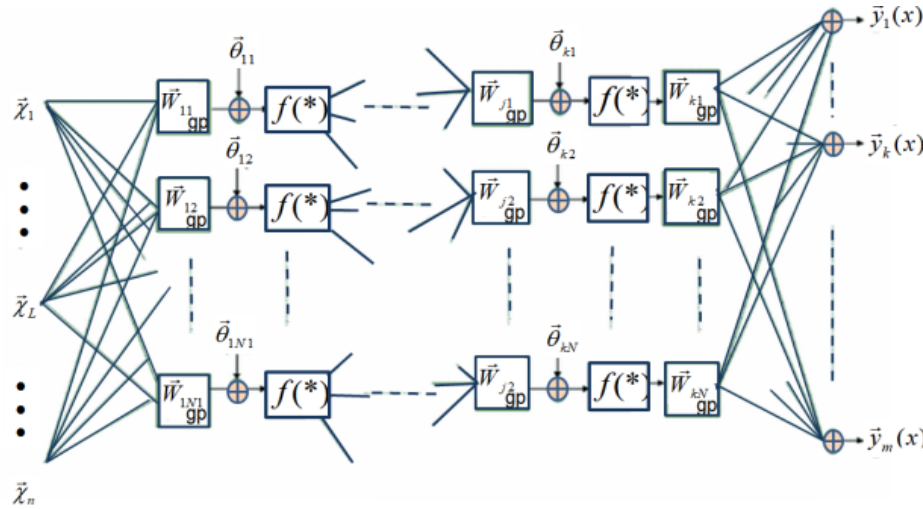 χ⃗₁
χ⃗_L
χ⃗ₙ
W⃗₁₁ gp
θ⃗₁₁
f(*)
W⃗₁₂ gp
θ⃗₁₂
f(*)
W⃗₁N₁ gp
θ⃗₁N₁
f(*)
W⃗ⱼ₁ gp
θ⃗ₖ₁
f(*)
W⃗ₖ₁ gp
W⃗ⱼ₂ gp
θ⃗ₖ₂
f(*)
W⃗ₖ₂ gp
W⃗ⱼ₂ gp
θ⃗ₖN
f(*)
W⃗ₖN gp
y⃗₁(x)
y⃗ₖ(x)
y⃗ₘ(x)